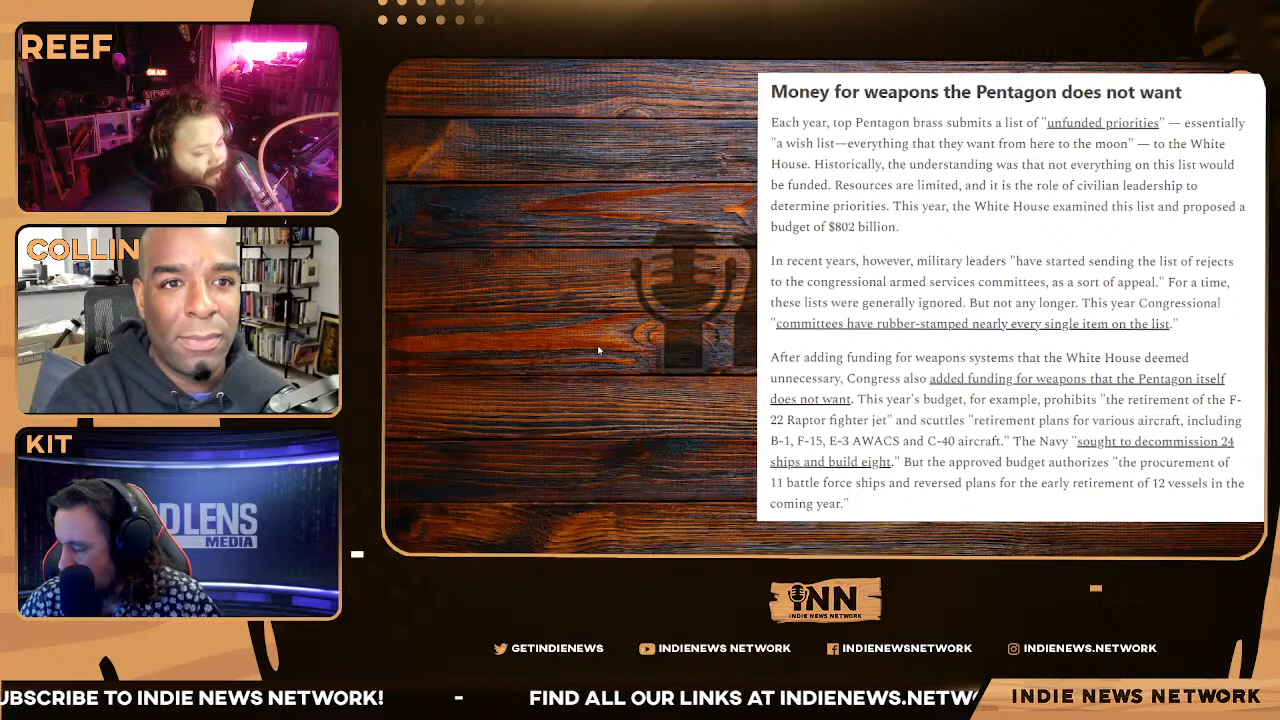 REEF
ON AIR
COLLIN
KIT
DLENS
MEDIA
Money for weapons the Pentagon does not want
Each year, top Pentagon brass submits a list of "unfunded priorities" — essentially
"a wish list—everything that they want from here to the moon" — to the White
House. Historically, the understanding was that not everything on this list would
be funded. Resources are limited, and it is the role of civilian leadership to
determine priorities. This year, the White House examined this list and proposed a
budget of $802 billion.
In recent years, however, military leaders "have started sending the list of rejects
to the congressional armed services committees, as a sort of appeal." For a time,
these lists were generally ignored. But not any longer. This year Congressional
"committees have rubber-stamped nearly every single item on the list."
After adding funding for weapons systems that the White House deemed
unnecessary, Congress also added funding for weapons that the Pentagon itself
does not want. This year's budget, for example, prohibits "the retirement of the F-
22 Raptor fighter jet" and scuttles "retirement plans for various aircraft, including
B-1, F-15, E-3 AWACS and C-40 aircraft." The Navy "sought to decommission 24
ships and build eight." But the approved budget authorizes "the procurement of
11 battle force ships and reversed plans for the early retirement of 12 vessels in the
coming year."
INN
INDIE NEWS NETWORK
GETINDIENEWS
INDIENEWS NETWORK
INDIENEWSNETWORK
INDIENEWS.NETWORK
UBSCRIBE TO INDIE NEWS NETWORK! - FIND ALL OUR LINKS AT INDIENEWS.NETW
INDIE NEWS NETWORK